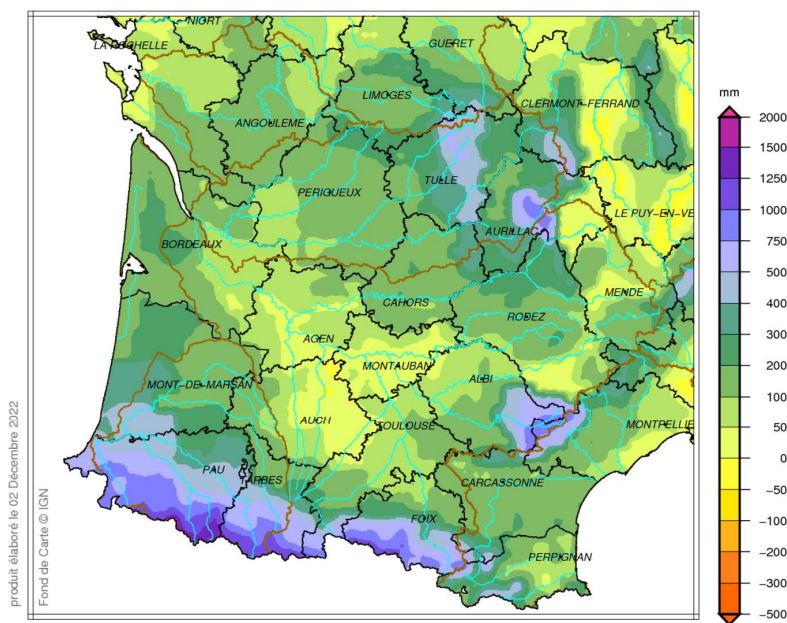 NIORT
LA ROCHELLE
GUERET
LIMOGES
CLERMONT-FERRAND
ANGOULEME
TULLE
PERIGUEUX
LE PUY-EN-VE
AURILLAC
BORDEAUX
MENDE
CAHORS
RODEZ
AGEN
MONTAUBAN
ALBI
MONT-DE-MARSAN
AUCH
TOULOUSE
MONTPELLIE
PAU
ARBES
CARCASSONNE
FOIX
PERPIGNAN
mm
2000
1500
1250
1000
750
500
400
300
200
100
50
0
-50
-100
-200
-300
-500
produit élaboré le 02 Décembre 2022
Fond de Carte © IGN